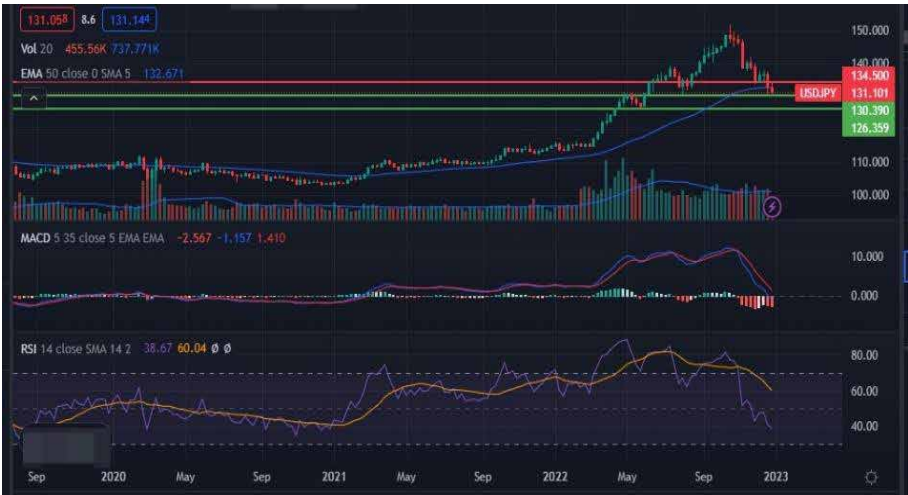 131.058 8.6 131.144
Vol 20 455.56K 737.771K
EMA 50 close 0 SMA 5 132.671
150.000
140.000
134.500
USDJPY 131.101
130.390
126.359
110.000
100.000
MACD 5 35 close 5 EMA EMA -2.567 -1.157 1.410
10.000
0.000
RSI 14 close SMA 14 2 38.67 60.04 Ø Ø
80.00
60.00
40.00
Sep 2020 May Sep 2021 May Sep 2022 May Sep 2023